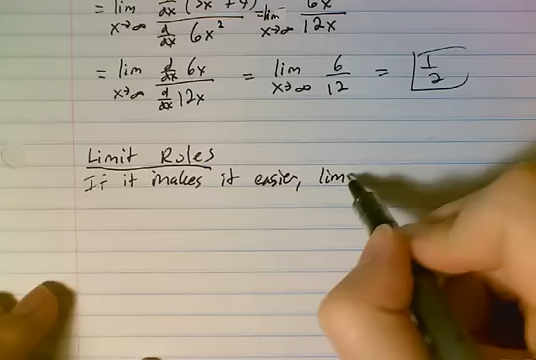 = lim d/dx (3x² + 4) / d/dx 6x² = lim 6x / 12x
x→∞ x→∞
= lim d/dx 6x / d/dx 12x = lim 6/12 = 1/2
x→∞ x→∞
Limit Rules
If it makes it easier, lim